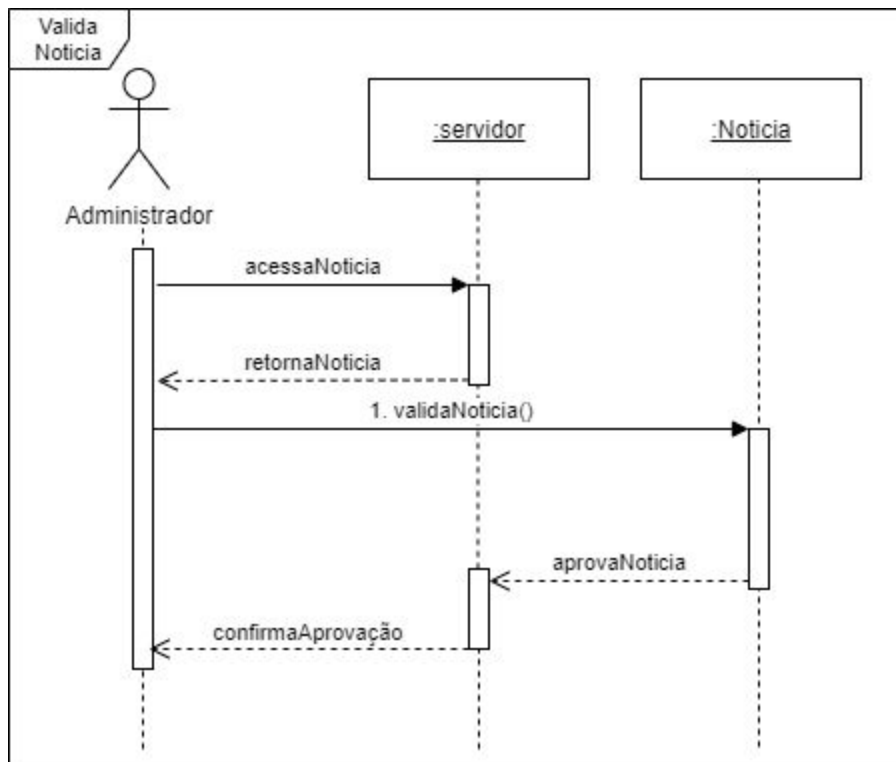 Valida
Noticia
:servidor
:Noticia
Administrador
acessaNoticia
retornaNoticia
1. validaNoticia()
aprovaNoticia
confirmaAprovação